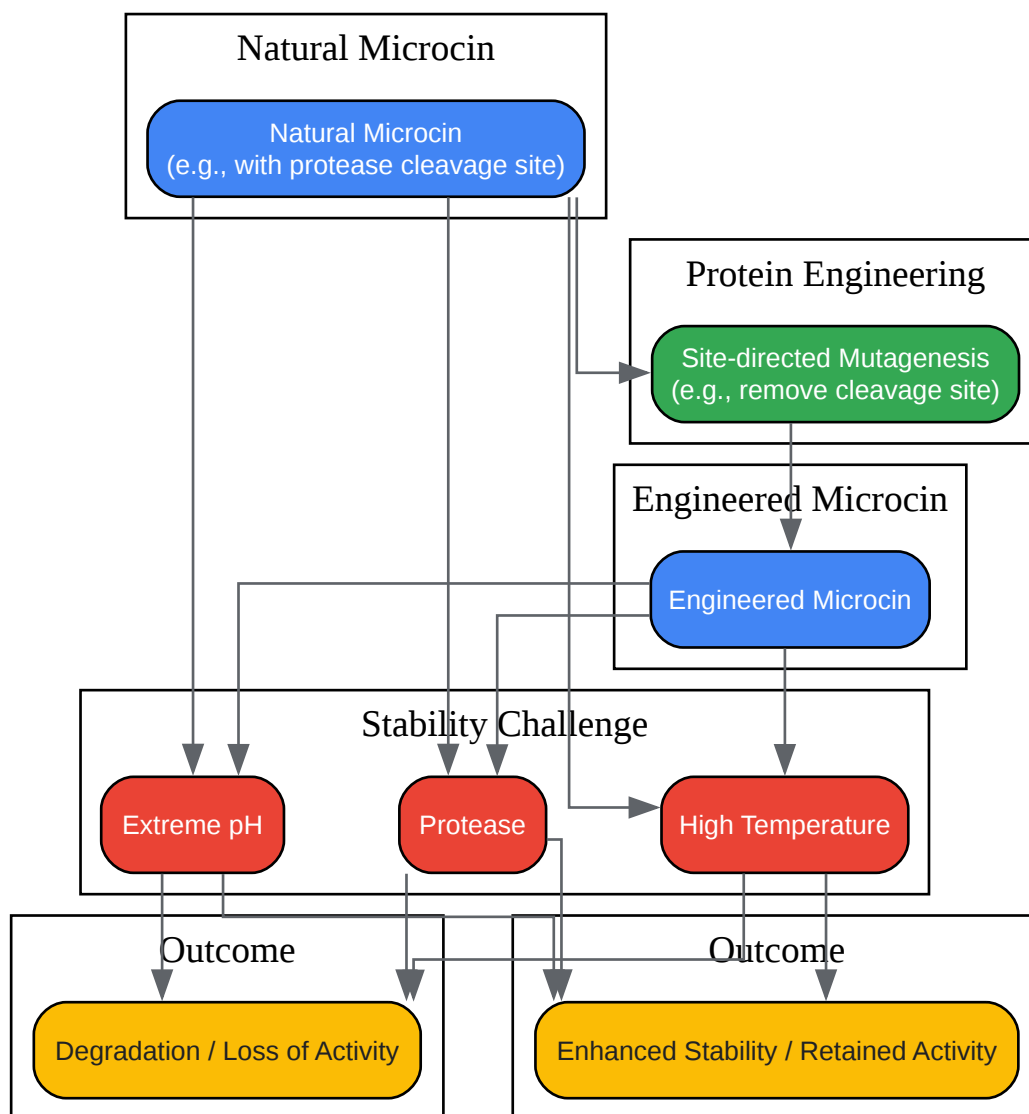 Natural Microcin
Natural Microcin
(e.g., with protease cleavage site)
Protein Engineering
Site-directed Mutagenesis
(e.g., remove cleavage site)
Engineered Microcin
Engineered Microcin
Stability Challenge
Extreme pH
Protease
High Temperature
Outcome
Outcome
Degradation / Loss of Activity
Enhanced Stability / Retained Activity